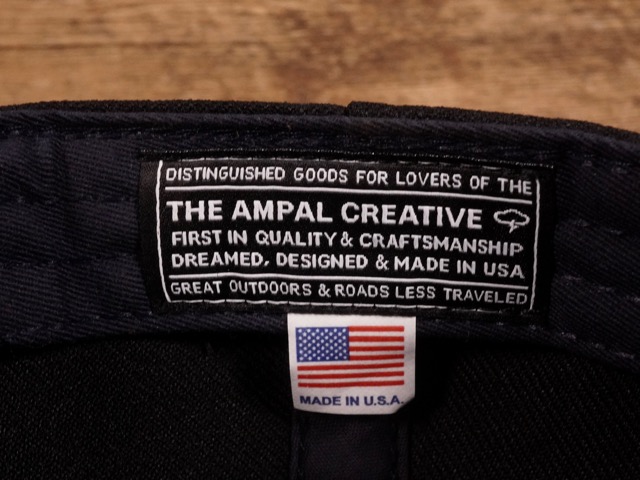 DISTINGUISHED GOODS FOR LOVERS OF THE
THE AMPAL CREATIVE
FIRST IN QUALITY & CRAFTSMANSHIP
DREAMED, DESIGNED & MADE IN USA
GREAT OUTDOORS & ROADS LESS TRAVELED
MADE IN U.S.A.